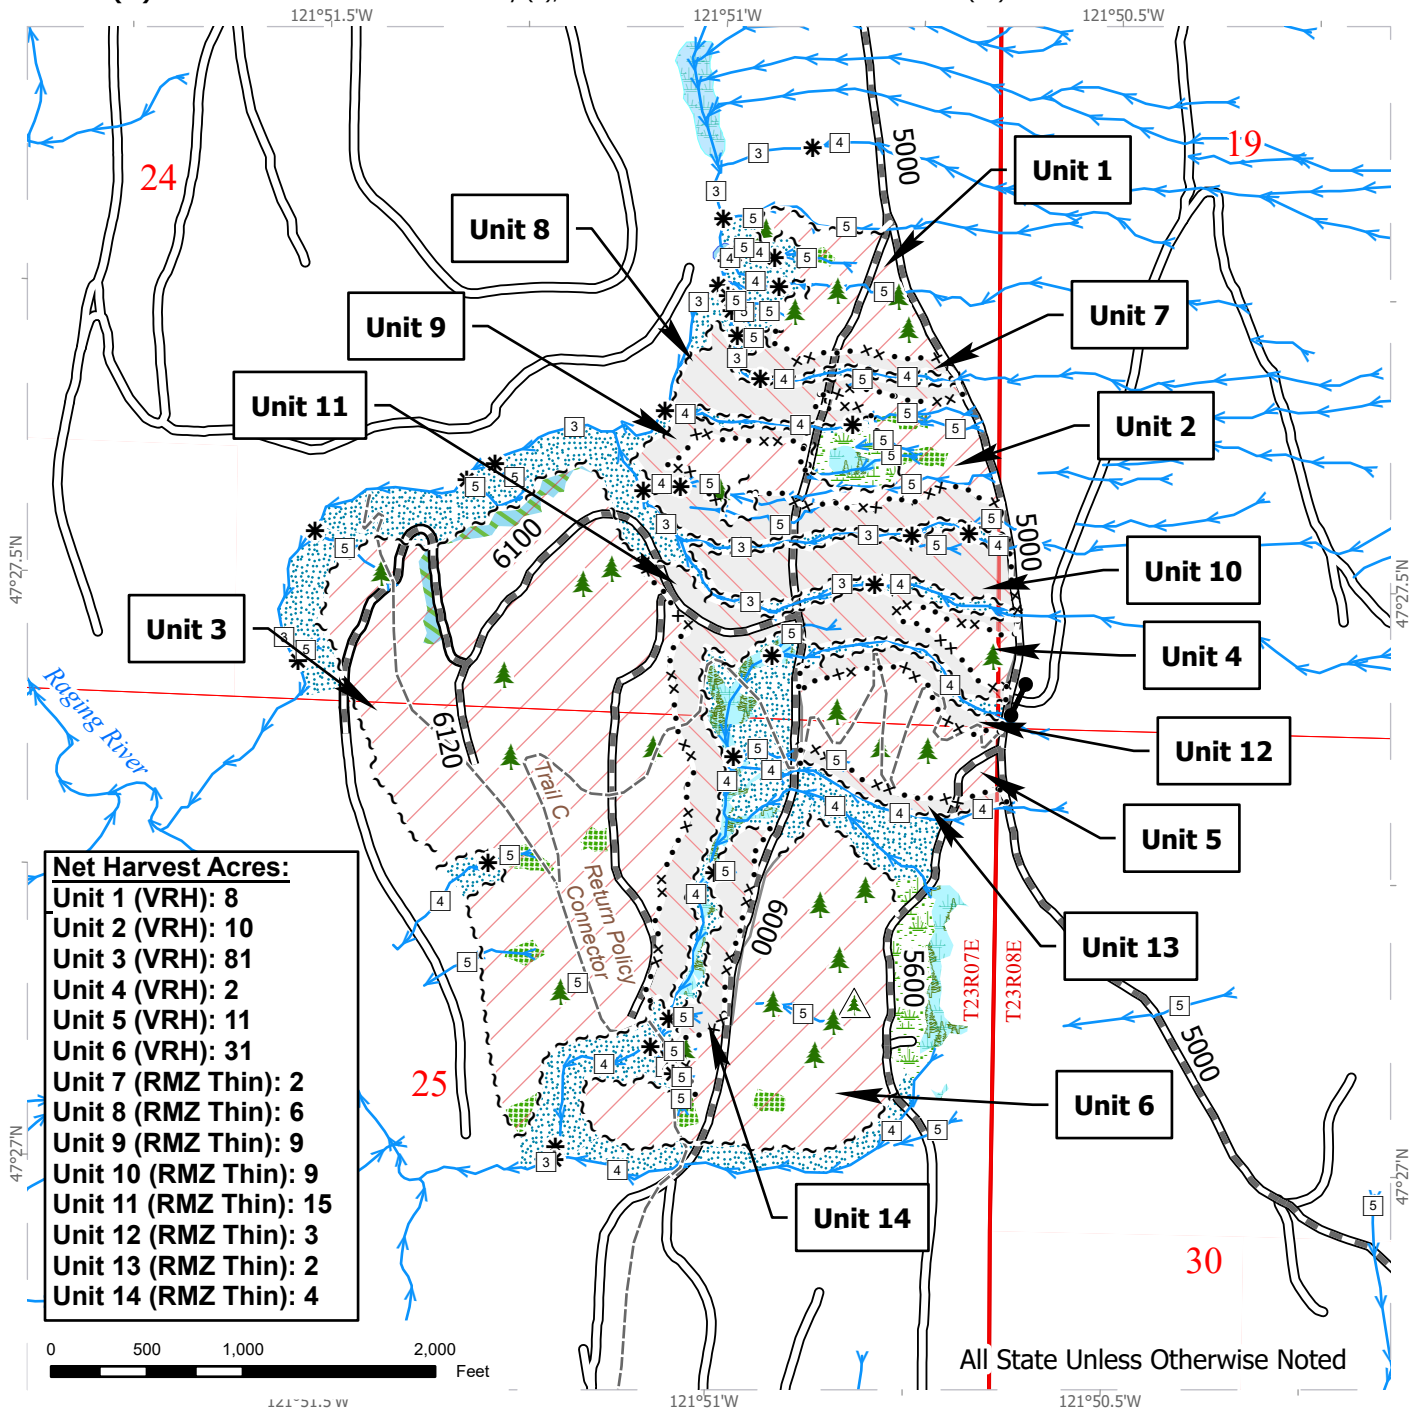 121°51.5'W
121°51'W
121°50.5'W
24
19
5000
Unit 1
Unit 8
Unit 7
Unit 9
Unit 11
Unit 2
6100
5000
47°27.5'N
47°27.5'N
Unit 10
Unit 3
Unit 4
Raging River
6120
Unit 12
Trail C
Unit 5
Return Policy
Connector
6000
Unit 13
5600
T23R07E
T23R08E
5000
Net Harvest Acres:
Unit 1 (VRH): 8
Unit 2 (VRH): 10
Unit 3 (VRH): 81
Unit 4 (VRH): 2
Unit 5 (VRH): 11
Unit 6 (VRH): 31
Unit 7 (RMZ Thin): 2
Unit 8 (RMZ Thin): 6
Unit 9 (RMZ Thin): 9
Unit 10 (RMZ Thin): 9
Unit 11 (RMZ Thin): 15
Unit 12 (RMZ Thin): 3
Unit 13 (RMZ Thin): 2
Unit 14 (RMZ Thin): 4
25
Unit 6
47°27'N
47°27'N
Unit 14
30
0 500 1,000 2,000
Feet
All State Unless Otherwise Noted
121°51.5'W
121°51'W
121°50.5'W